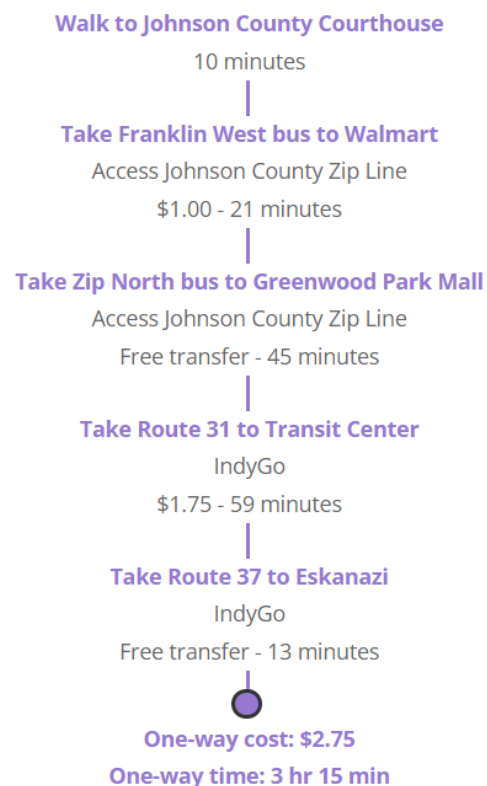 Walk to Johnson County Courthouse
10 minutes
Take Franklin West bus to Walmart
Access Johnson County Zip Line
$1.00 - 21 minutes
Take Zip North bus to Greenwood Park Mall
Access Johnson County Zip Line
Free transfer - 45 minutes
Take Route 31 to Transit Center
IndyGo
$1.75 - 59 minutes
Take Route 37 to Eskanazi
IndyGo
Free transfer - 13 minutes
One-way cost: $2.75
One-way time: 3 hr 15 min